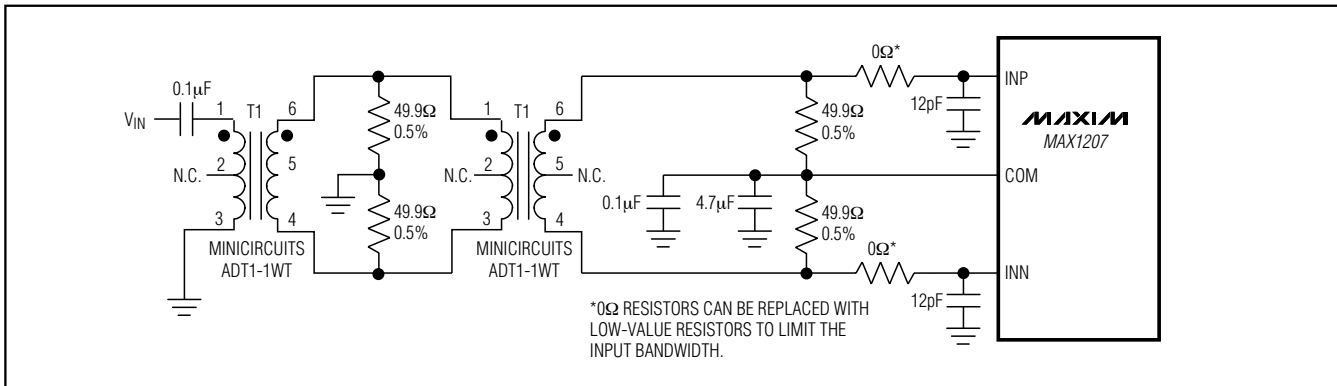 0.1μF
V_IN
1
T1
6
2
5
N.C.
3
4
MINICIRCUITS
ADT1-1WT
49.9Ω
0.5%
49.9Ω
0.5%
1
T1
6
N.C.
2
5
N.C.
3
4
MINICIRCUITS
ADT1-1WT
0.1μF
4.7μF
49.9Ω
0.5%
49.9Ω
0.5%
0Ω*
12pF
0Ω*
12pF
INP
COM
INN
MAXIM
MAX1207
*0Ω RESISTORS CAN BE REPLACED WITH
LOW-VALUE RESISTORS TO LIMIT THE
INPUT BANDWIDTH.